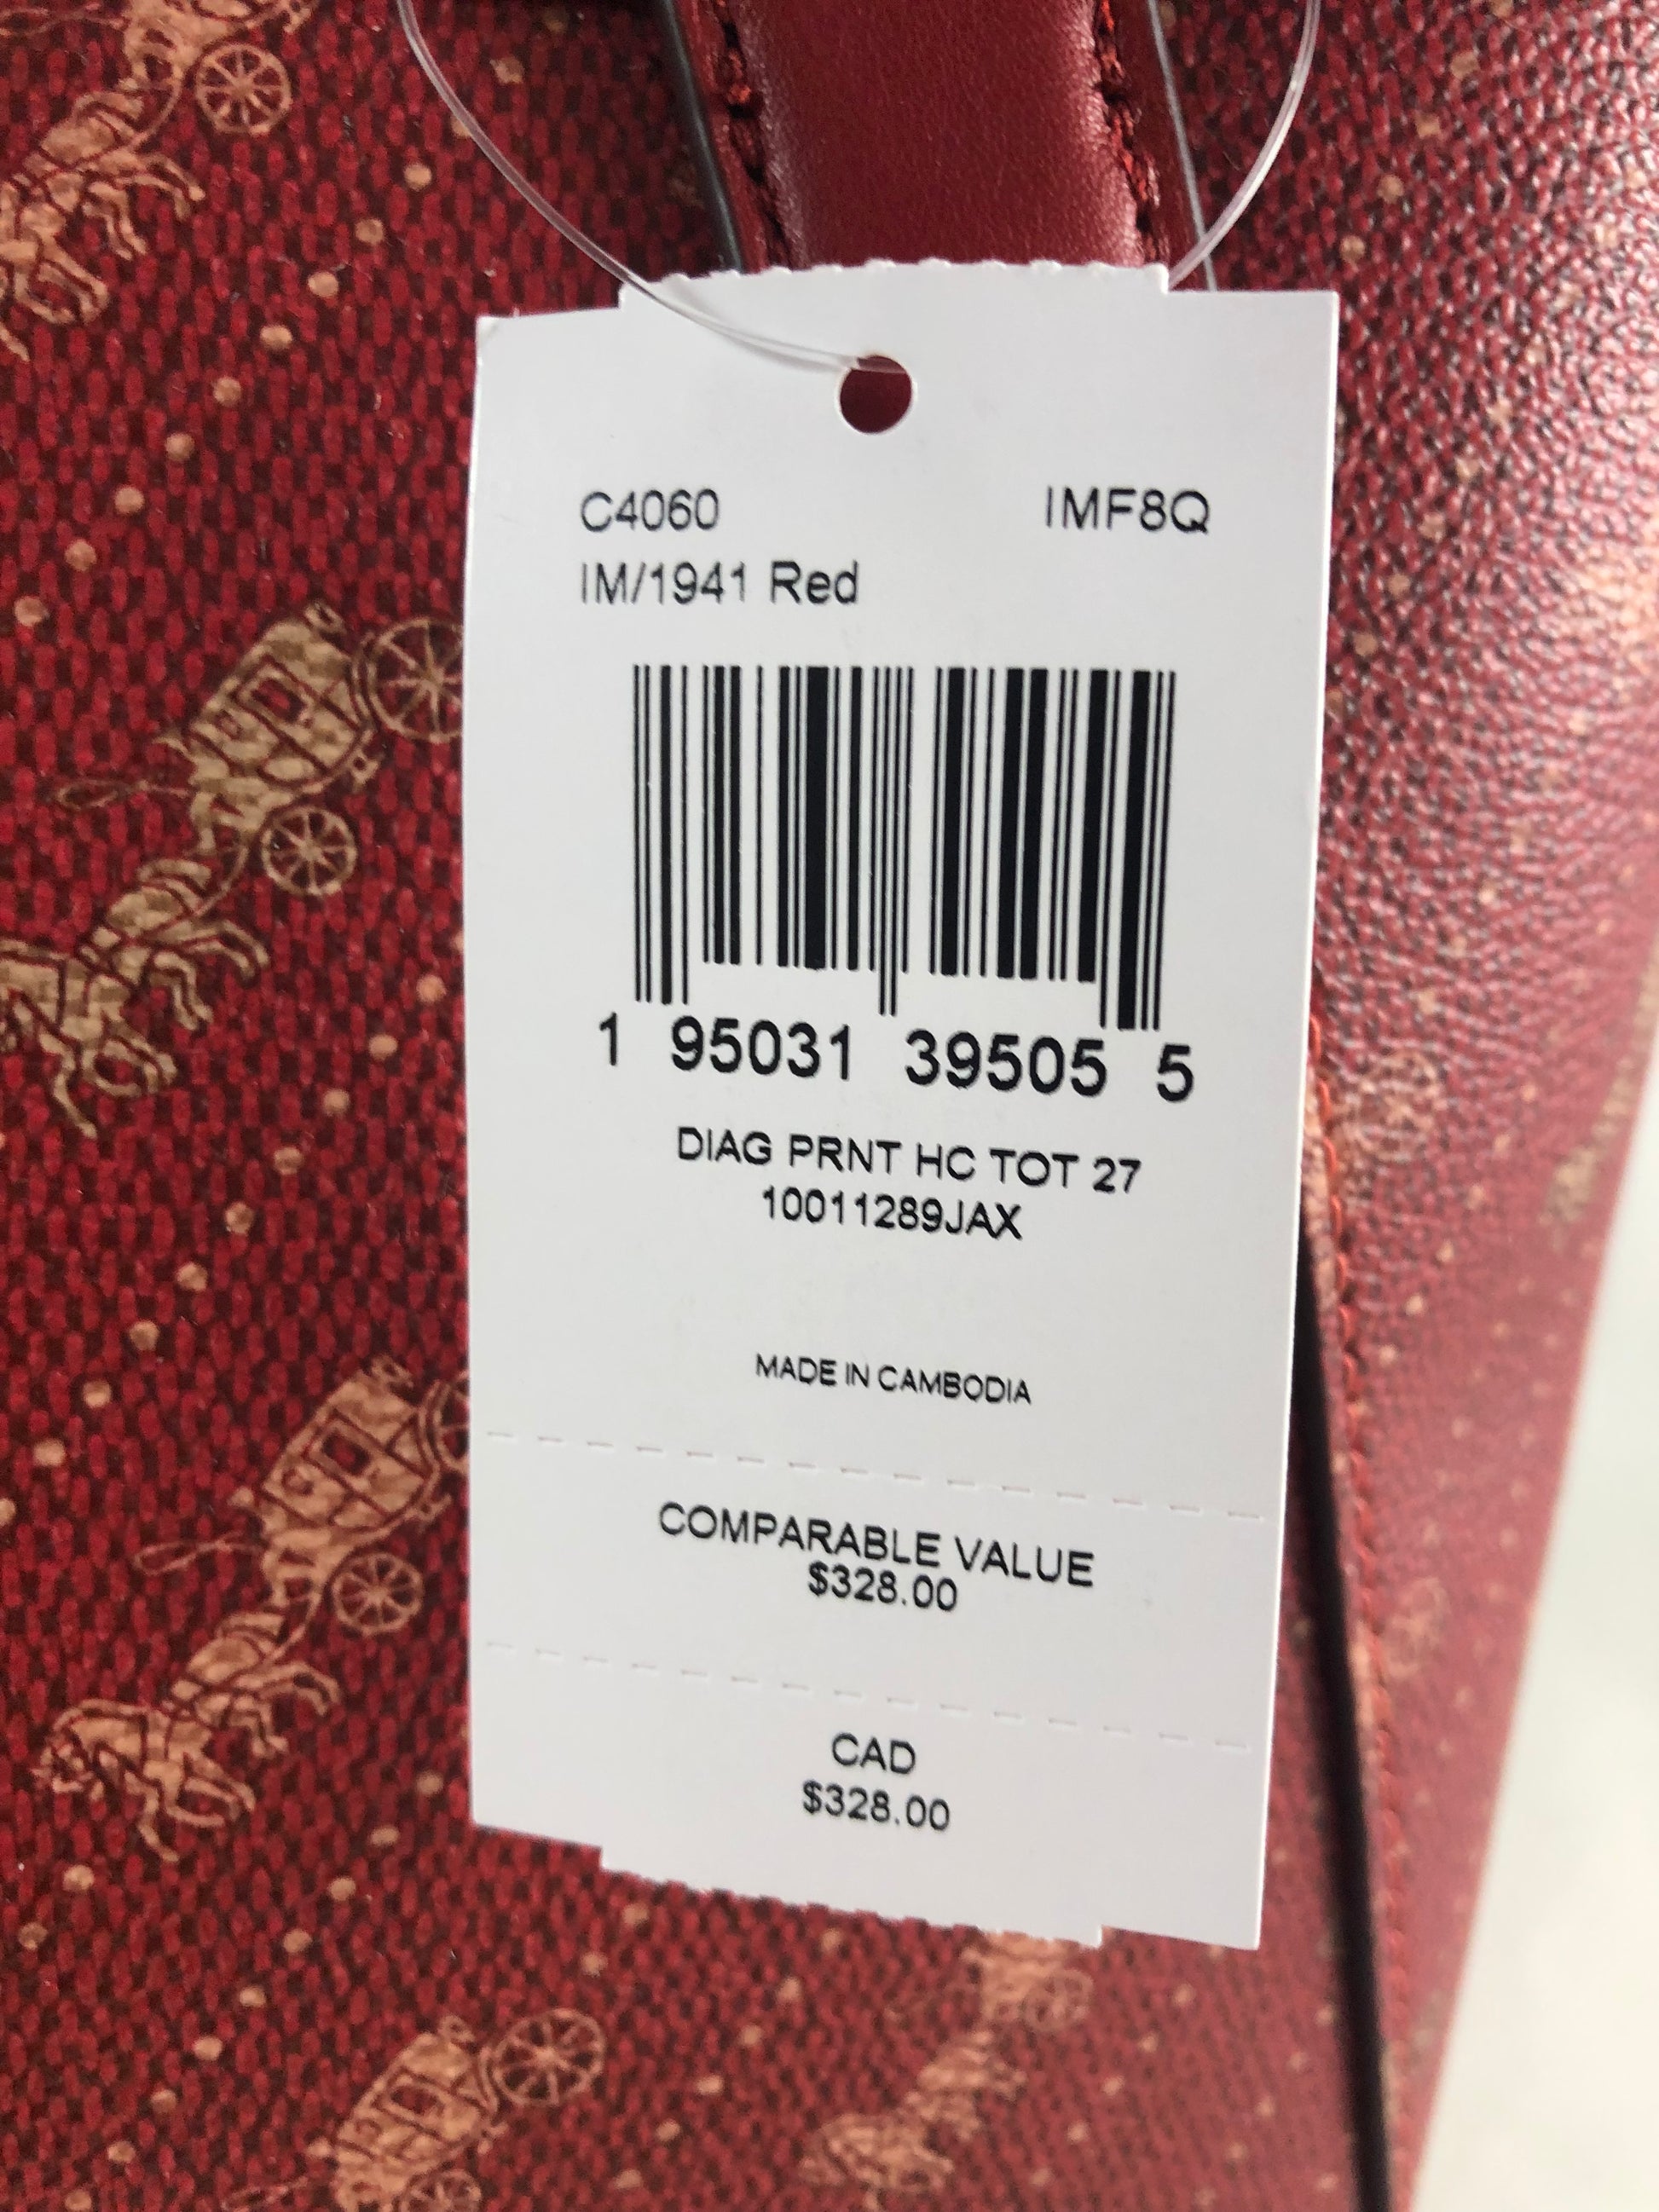 C4060 IMF8Q
IM/1941 Red
1 95031 39505 5
DIAG PRNT HC TOT 27
10011289JAX
MADE IN CAMBODIA
COMPARABLE VALUE
$328.00
CAD
$328.00